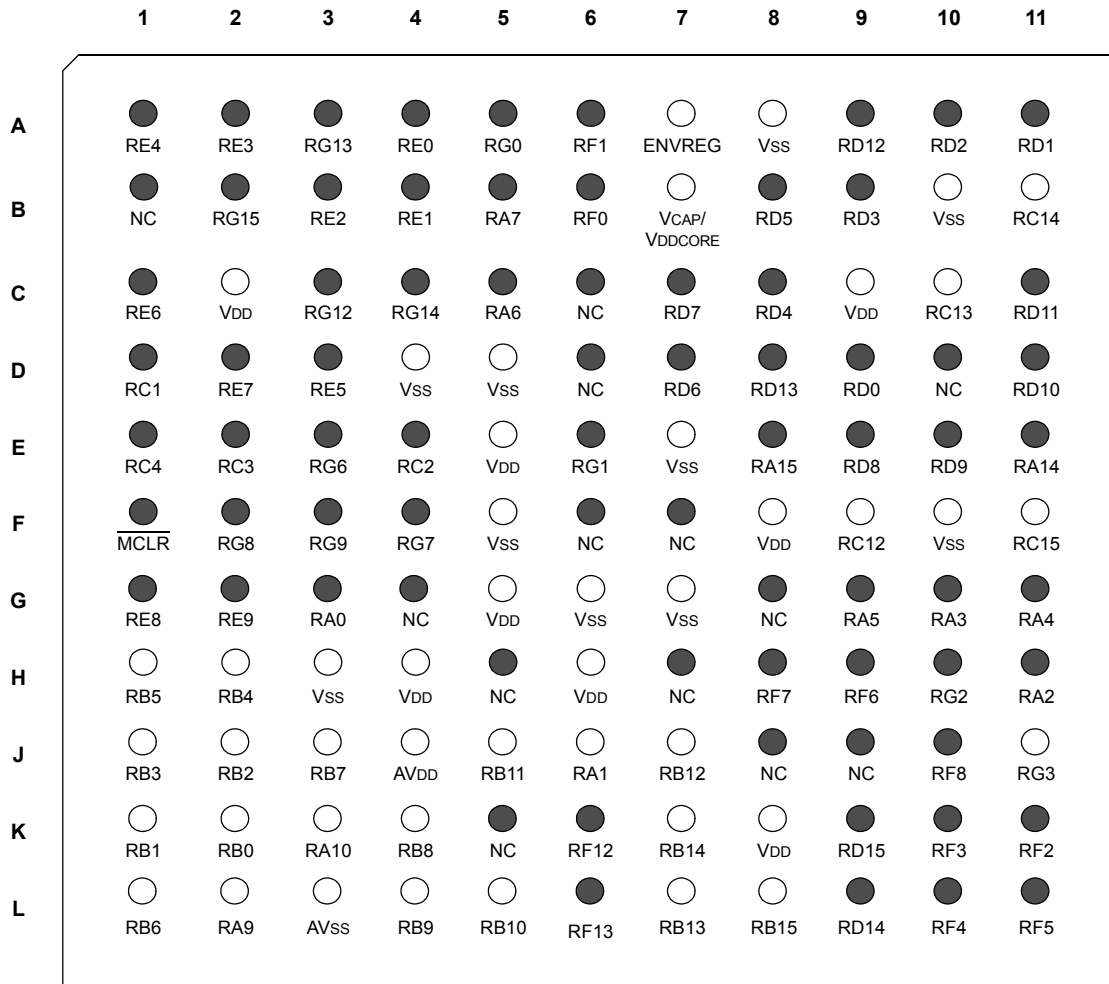 1 2 3 4 5 6 7 8 9 10 11
A
RE4 RE3 RG13 RE0 RG0 RF1 ENVREG VSS RD12 RD2 RD1
B
NC RG15 RE2 RE1 RA7 RF0 VCAP/ RD5 RD3 VSS RC14
VDDCORE
C
RE6 VDD RG12 RG14 RA6 NC RD7 RD4 VDD RC13 RD11
D
RC1 RE7 RE5 VSS VSS NC RD6 RD13 RD0 NC RD10
E
RC4 RC3 RG6 RC2 VDD RG1 VSS RA15 RD8 RD9 RA14
F
MCLR RG8 RG9 RG7 VSS NC NC VDD RC12 VSS RC15
G
RE8 RE9 RA0 NC VDD VSS VSS NC RA5 RA3 RA4
H
RB5 RB4 VSS VDD NC VDD NC RF7 RF6 RG2 RA2
J
RB3 RB2 RB7 AVDD RB11 RA1 RB12 NC NC RF8 RG3
K
RB1 RB0 RA10 RB8 NC RF12 RB14 VDD RD15 RF3 RF2
L
RB6 RA9 AVSS RB9 RB10 RF13 RB13 RB15 RD14 RF4 RF5